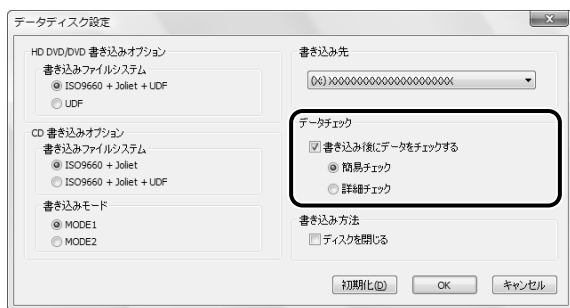 データディスク設定
HD DVD/DVD 書き込みオプション
書き込みファイルシステム
ISO9660 + Joliet + UDF
UDF
CD 書き込みオプション
書き込みファイルシステム
ISO9660 + Joliet
ISO9660 + Joliet + UDF
書き込みモード
MODE1
MODE2
書き込み先
(X:) XXXXXXXXXXXXXXXXXXXX
データチェック
書き込み後にデータをチェックする
簡易チェック
詳細チェック
書き込み方法
ディスクを閉じる
初期化(D)
OK
キャンセル